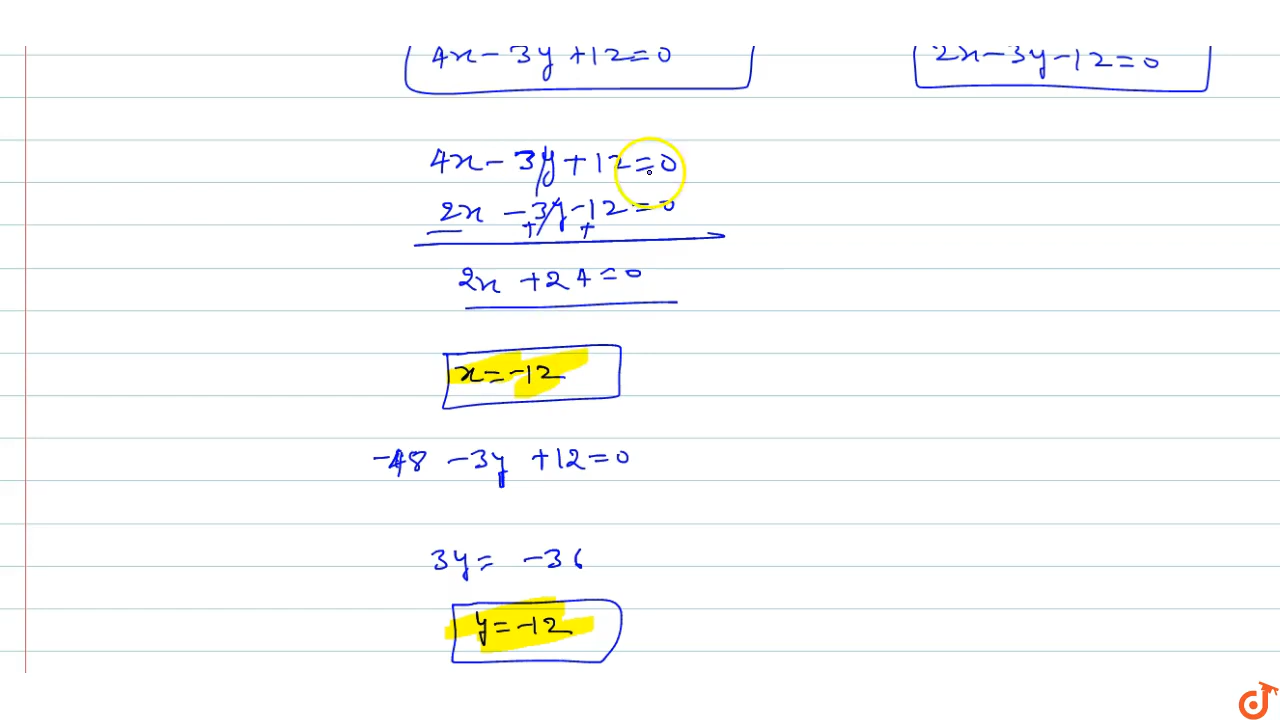 4x-3y+12=0 2x-3y-12=0
4x-3y+12=0
2x-3y-12=0
+ +
2x+24=0
x=-12
-48-3y+12=0
3y=-36
y=-12